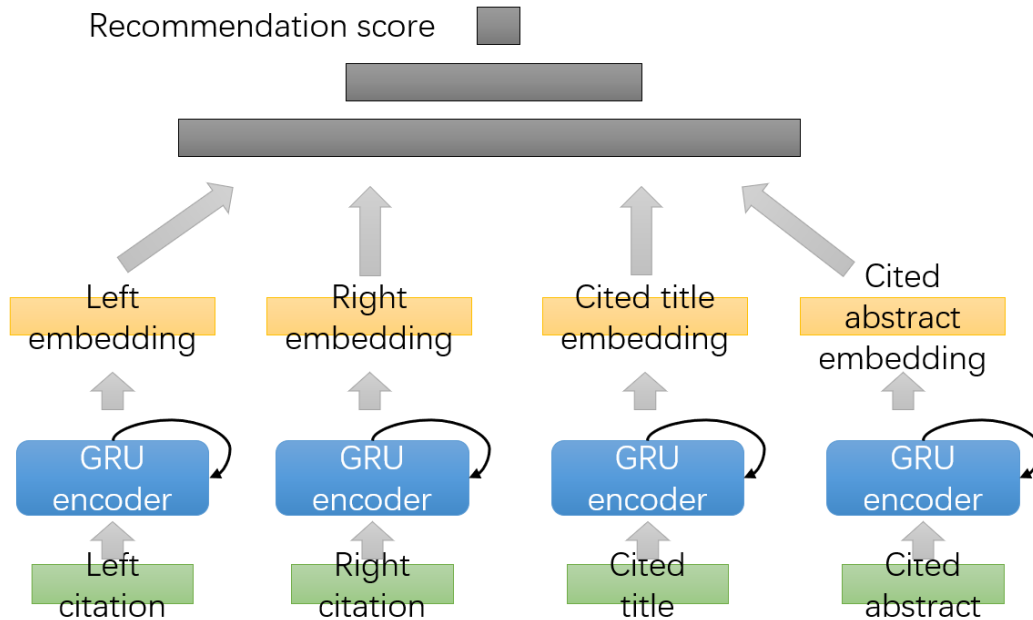 Recommendation score
Left
embedding
Right
embedding
Cited title
embedding
Cited
abstract
embedding
GRU
encoder
GRU
encoder
GRU
encoder
GRU
encoder
Left
citation
Right
citation
Cited
title
Cited
abstract